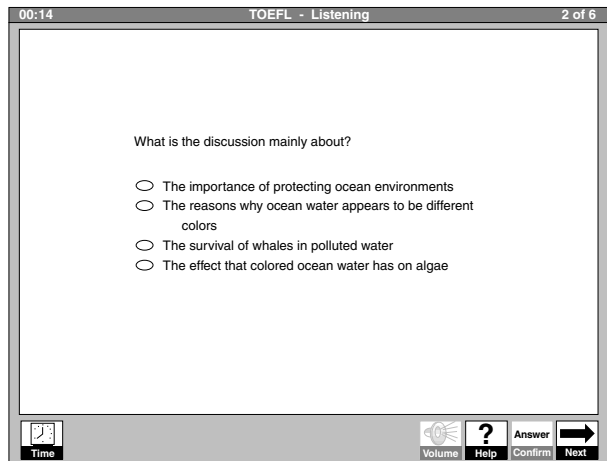 00:14 TOEFL - Listening 2 of 6
What is the discussion mainly about?
The importance of protecting ocean environments
The reasons why ocean water appears to be different
colors
The survival of whales in polluted water
The effect that colored ocean water has on algae
Time Volume ? Help Answer Confirm Next